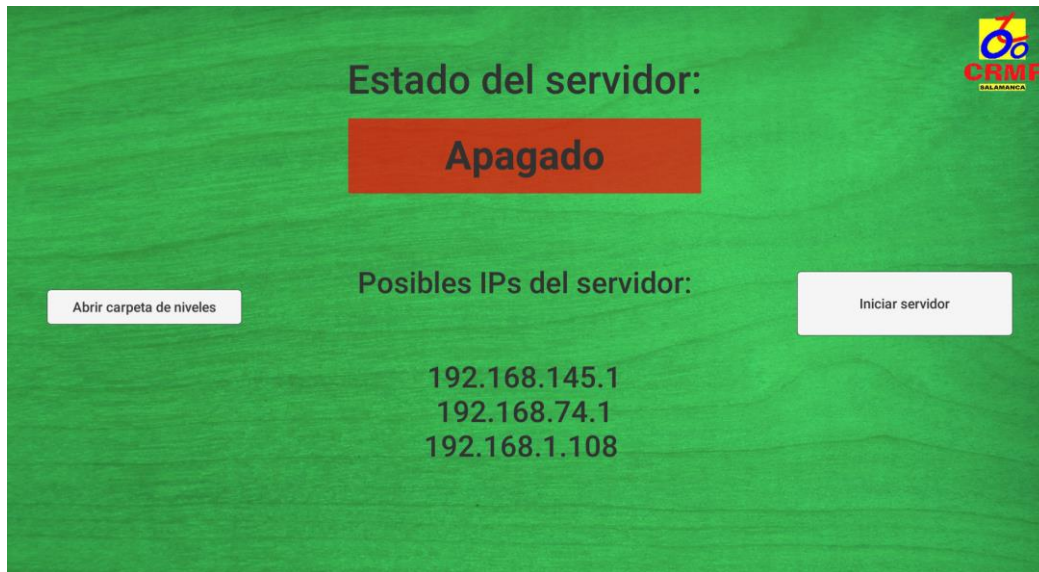 Estado del servidor:
Apagado
Posibles IPs del servidor:
Abrir carpeta de niveles
Iniciar servidor
192.168.145.1
192.168.74.1
192.168.1.108
CRMF
SALAMANCA